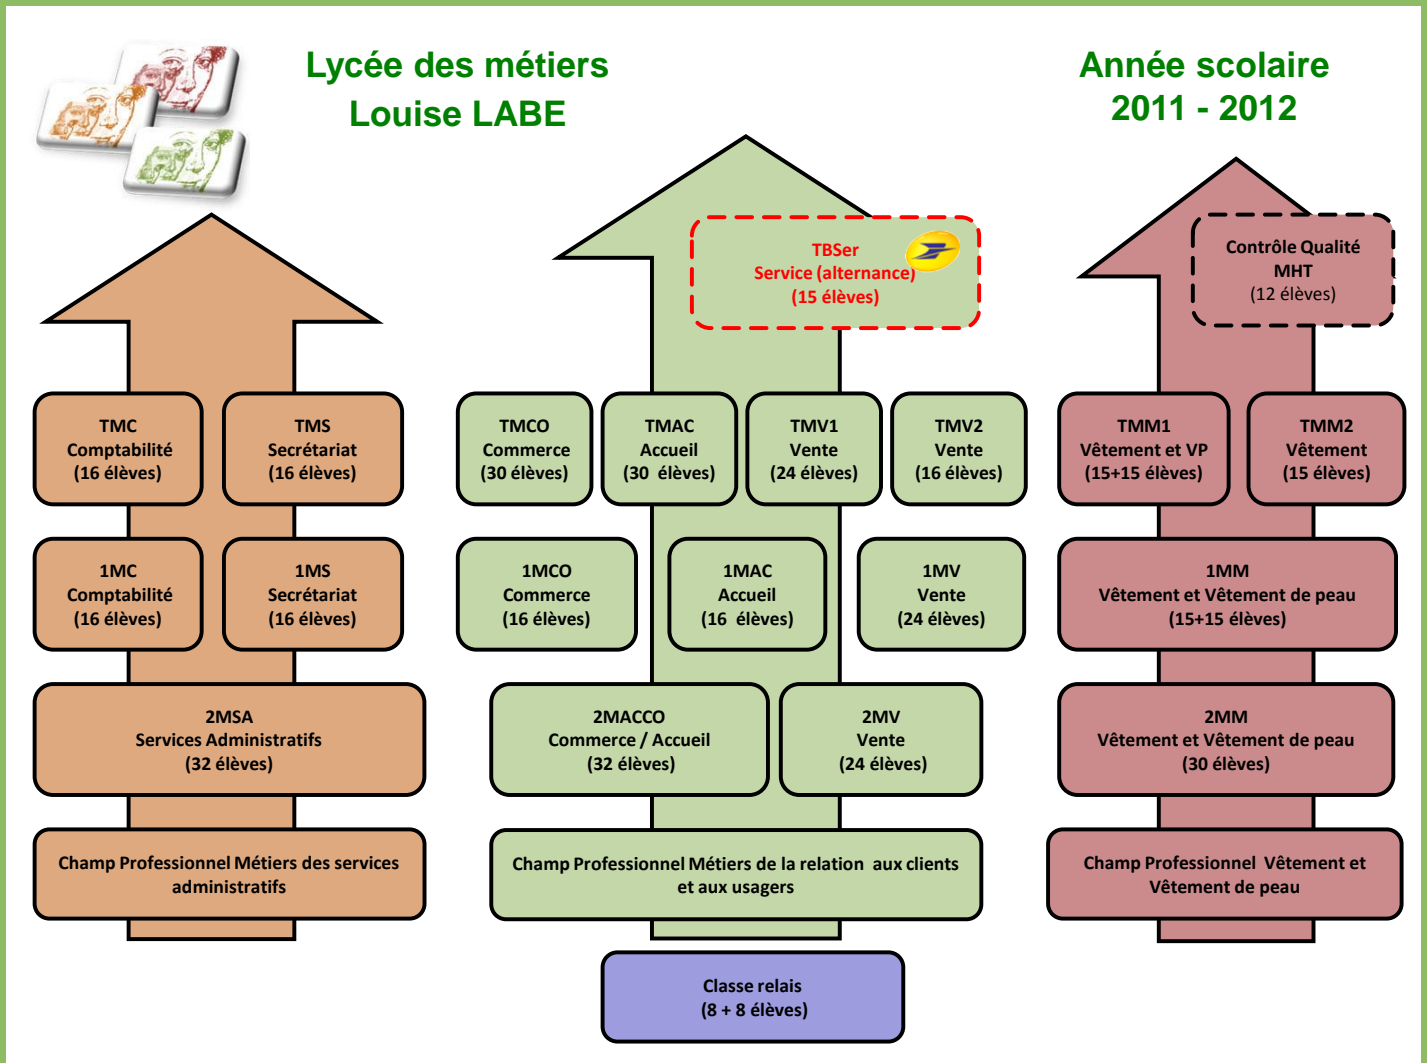 Lycée des métiers
Louise LABE
Année scolaire
2011 - 2012
TBSer
Service (alternance)
(15 élèves)
Contrôle Qualité
MHT
(12 élèves)
TMC
Comptabilité
(16 élèves)
TMS
Secrétariat
(16 élèves)
TMCO
Commerce
(30 élèves)
TMAC
Accueil
(30 élèves)
TMV1
Vente
(24 élèves)
TMV2
Vente
(16 élèves)
TMM1
Vêtement et VP
(15+15 élèves)
TMM2
Vêtement
(15 élèves)
1MC
Comptabilité
(16 élèves)
1MS
Secrétariat
(16 élèves)
1MCO
Commerce
(16 élèves)
1MAC
Accueil
(16 élèves)
1MV
Vente
(24 élèves)
1MM
Vêtement et Vêtement de peau
(15+15 élèves)
2MSA
Services Administratifs
(32 élèves)
2MACCO
Commerce / Accueil
(32 élèves)
2MV
Vente
(24 élèves)
2MM
Vêtement et Vêtement de peau
(30 élèves)
Champ Professionnel Métiers des services
administratifs
Champ Professionnel Métiers de la relation aux clients
et aux usagers
Champ Professionnel Vêtement et
Vêtement de peau
Classe relais
(8 + 8 élèves)